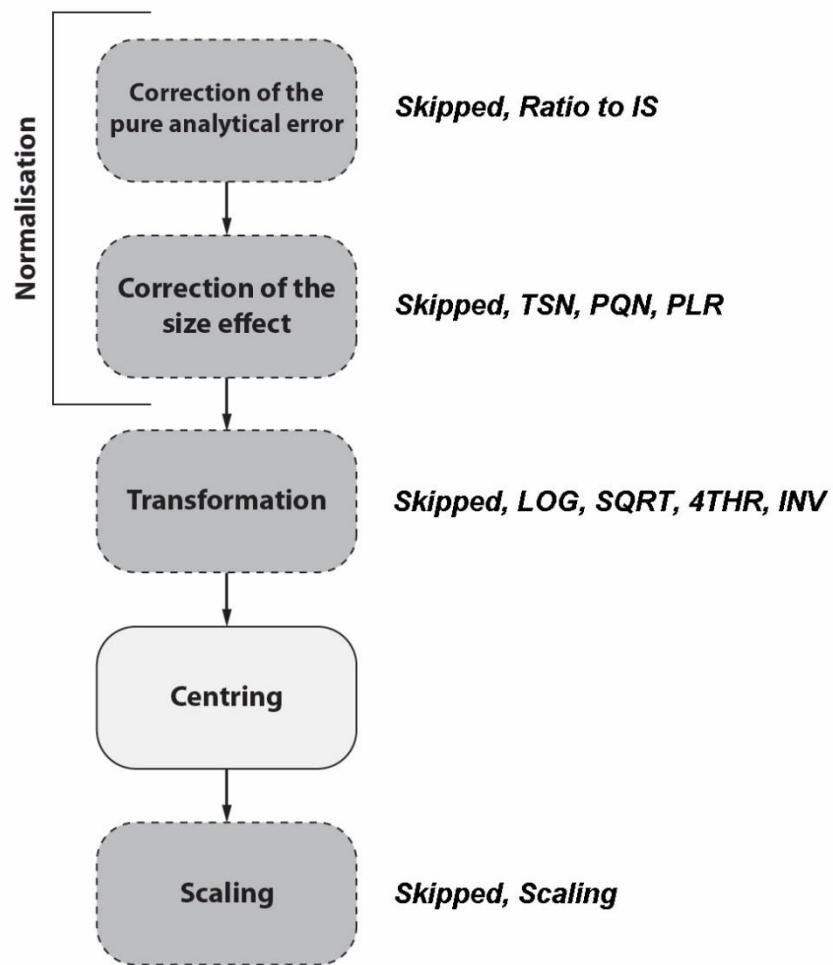 Normalisation
Correction of the
pure analytical error
Skipped, Ratio to IS
Correction of the
size effect
Skipped, TSN, PQN, PLR
Transformation
Skipped, LOG, SQRT, 4THR, INV
Centring
Scaling
Skipped, Scaling